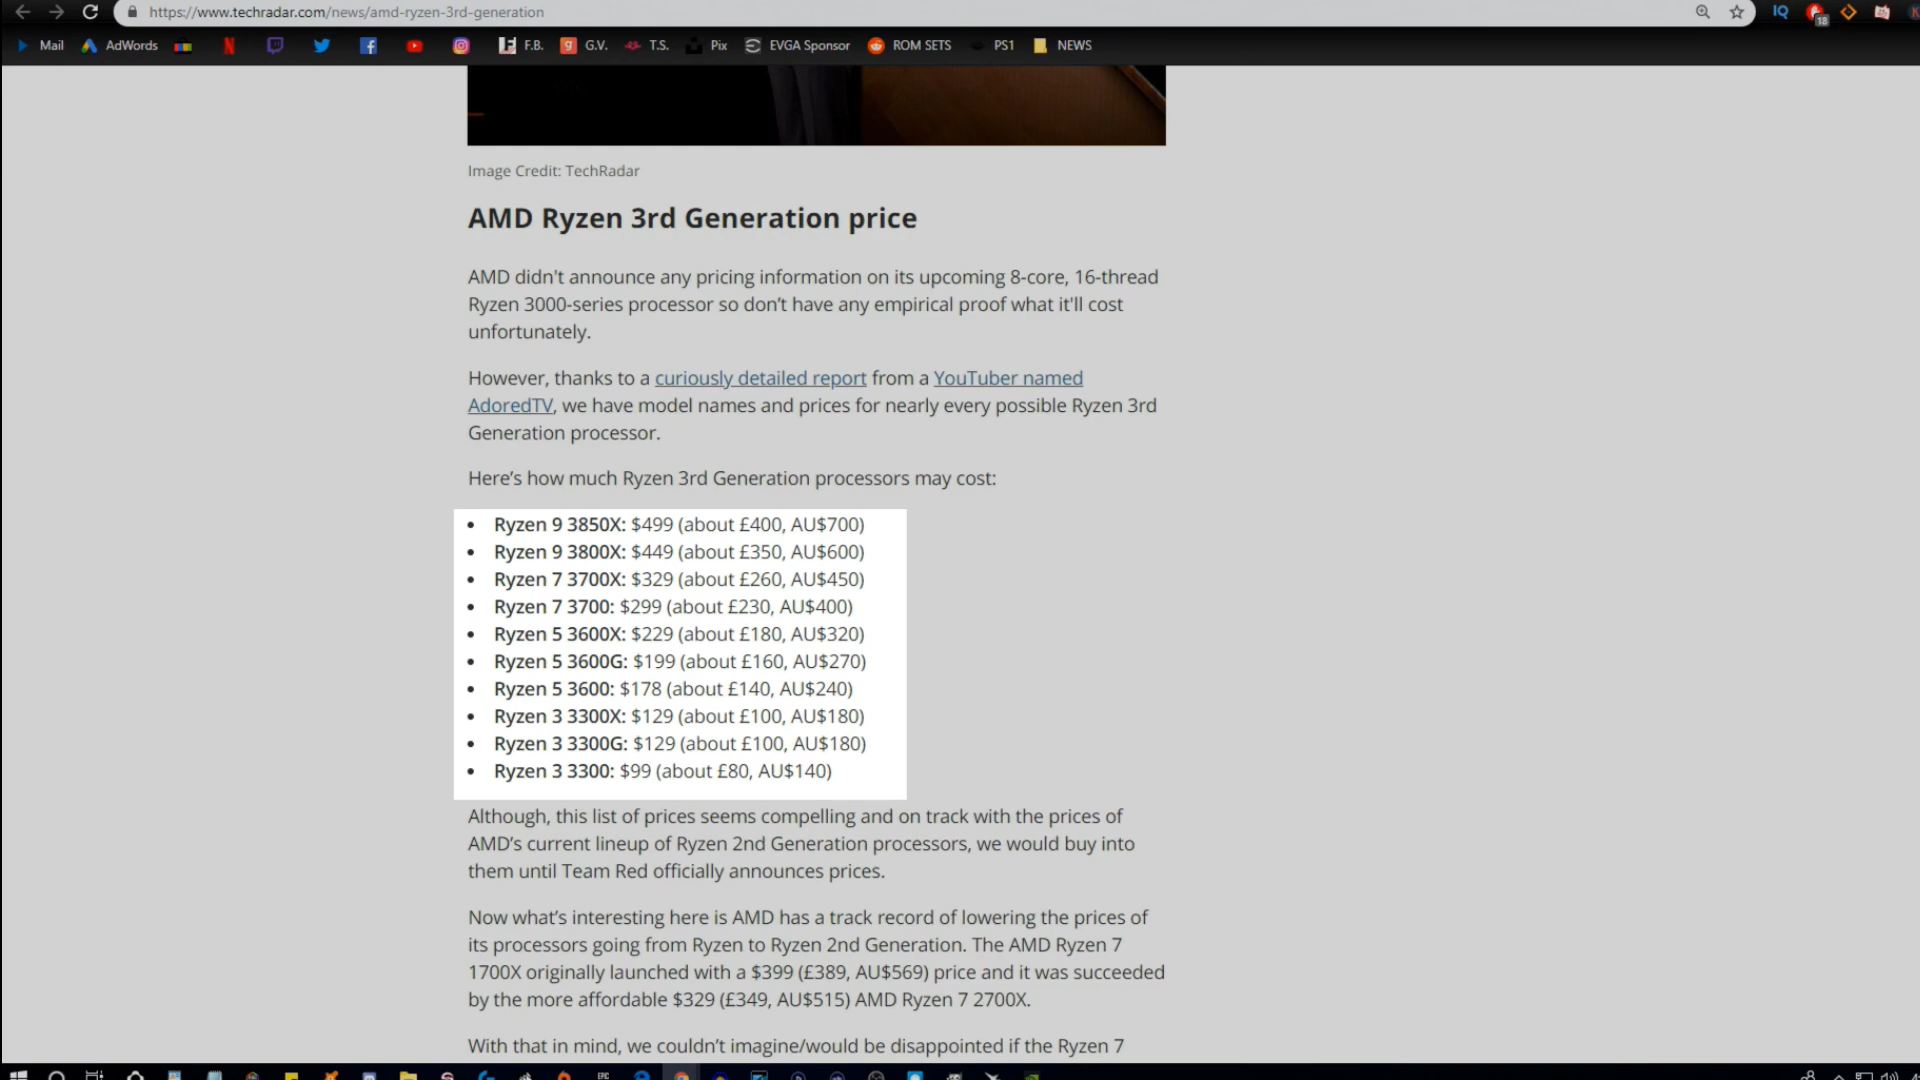 https://www.techradar.com/news/amd-ryzen-3rd-generation
IQ
18
Mail
AdWords
F.B.
G.V.
T.S.
Pix
EVGA Sponsor
ROM SETS
PS1
NEWS
Image Credit: TechRadar
AMD Ryzen 3rd Generation price
AMD didn't announce any pricing information on its upcoming 8-core, 16-thread
Ryzen 3000-series processor so don’t have any empirical proof what it'll cost
unfortunately.
However, thanks to a curiously detailed report from a YouTuber named
AdoredTV, we have model names and prices for nearly every possible Ryzen 3rd
Generation processor.
Here’s how much Ryzen 3rd Generation processors may cost:
• Ryzen 9 3850X: $499 (about £400, AU$700)
• Ryzen 9 3800X: $449 (about £350, AU$600)
• Ryzen 7 3700X: $329 (about £260, AU$450)
• Ryzen 7 3700: $299 (about £230, AU$400)
• Ryzen 5 3600X: $229 (about £180, AU$320)
• Ryzen 5 3600G: $199 (about £160, AU$270)
• Ryzen 5 3600: $178 (about £140, AU$240)
• Ryzen 3 3300X: $129 (about £100, AU$180)
• Ryzen 3 3300G: $129 (about £100, AU$180)
• Ryzen 3 3300: $99 (about £80, AU$140)
Although, this list of prices seems compelling and on track with the prices of
AMD’s current lineup of Ryzen 2nd Generation processors, we would buy into
them until Team Red officially announces prices.
Now what’s interesting here is AMD has a track record of lowering the prices of
its processors going from Ryzen to Ryzen 2nd Generation. The AMD Ryzen 7
1700X originally launched with a $399 (£389, AU$569) price and it was succeeded
by the more affordable $329 (£349, AU$515) AMD Ryzen 7 2700X.
With that in mind, we couldn’t imagine/would be disappointed if the Ryzen 7
EPIC